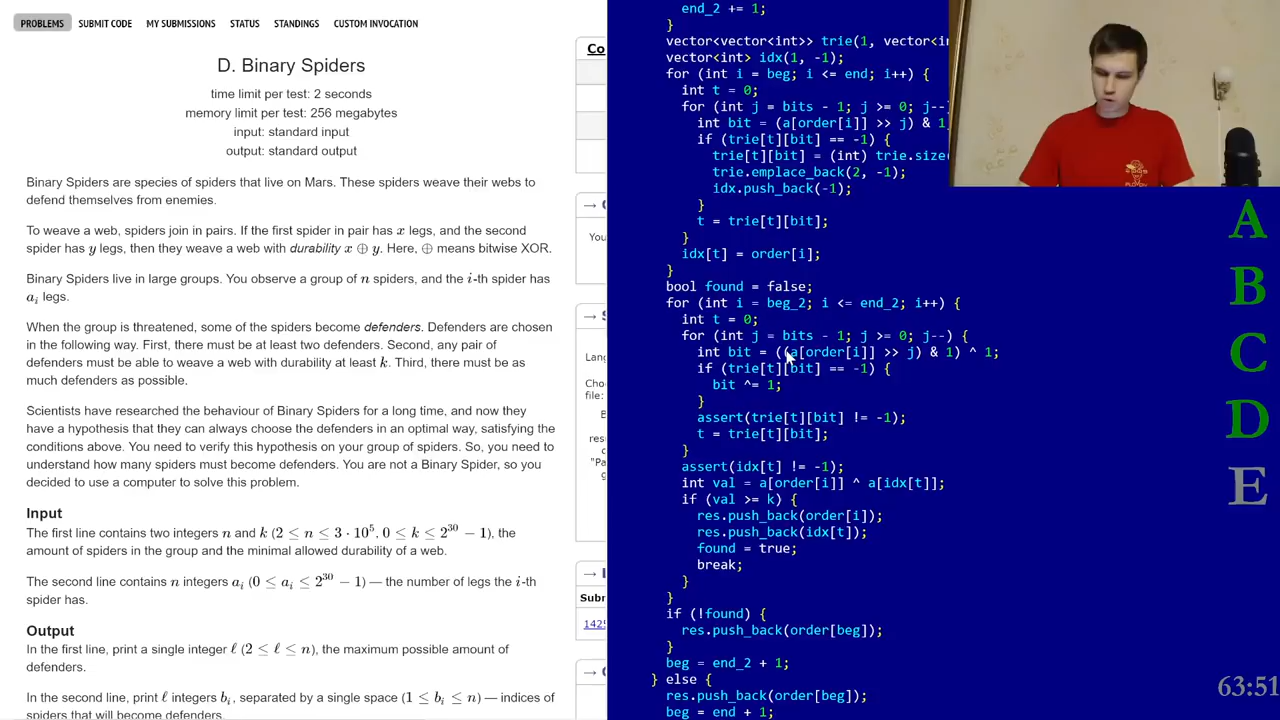 PROBLEMS SUBMIT CODE MY SUBMISSIONS STATUS STANDINGS CUSTOM INVOCATION
D. Binary Spiders
time limit per test: 2 seconds
memory limit per test: 256 megabytes
input: standard input
output: standard output
Binary Spiders are species of spiders that live on Mars. These spiders weave their webs to
defend themselves from enemies.
To weave a web, spiders join in pairs. If the first spider in pair has x legs, and the second
spider has y legs, then they weave a web with durability x ⊕ y. Here, ⊕ means bitwise XOR.
Binary Spiders live in large groups. You observe a group of n spiders, and the i-th spider has
a_i legs.
When the group is threatened, some of the spiders become defenders. Defenders are chosen
in the following way. First, there must be at least two defenders. Second, any pair of
defenders must be able to weave a web with durability at least k. Third, there must be as
much defenders as possible.
Scientists have researched the behaviour of Binary Spiders for a long time, and now they
have a hypothesis that they can always choose the defenders in an optimal way, satisfying the
conditions above. You need to verify this hypothesis on your group of spiders. So, you need to
understand how many spiders must become defenders. You are not a Binary Spider, so you
decided to use a computer to solve this problem.
Input
The first line contains two integers n and k (2 ≤ n ≤ 3 · 10^5, 0 ≤ k ≤ 2^30 − 1), the
amount of spiders in the group and the minimal allowed durability of a web.
The second line contains n integers a_i (0 ≤ a_i ≤ 2^30 − 1) — the number of legs the i-th
spider has.
Output
In the first line, print a single integer ℓ (2 ≤ ℓ ≤ n), the maximum possible amount of
defenders.
In the second line, print ℓ integers b_i, separated by a single space (1 ≤ b_i ≤ n) — indices of
spiders that will become defenders.
Co
You
Lang
Choo
file:
B
resu
c
"Pa
g
Subm
1425
end_2 += 1;
}
vector<vector<int>> trie(1, vector<in
vector<int> idx(1, -1);
for (int i = beg; i <= end; i++) {
int t = 0;
for (int j = bits - 1; j >= 0; j--)
int bit = (a[order[i]] >> j) & 1
if (trie[t][bit] == -1) {
trie[t][bit] = (int) trie.size
trie.emplace_back(2, -1);
idx.push_back(-1);
}
t = trie[t][bit];
}
idx[t] = order[i];
}
bool found = false;
for (int i = beg_2; i <= end_2; i++) {
int t = 0;
for (int j = bits - 1; j >= 0; j--) {
int bit = ((a[order[i]] >> j) & 1) ^ 1;
if (trie[t][bit] == -1) {
bit ^= 1;
}
assert(trie[t][bit] != -1);
t = trie[t][bit];
}
assert(idx[t] != -1);
int val = a[order[i]] ^ a[idx[t]];
if (val >= k) {
res.push_back(order[i]);
res.push_back(idx[t]);
found = true;
break;
}
}
if (!found) {
res.push_back(order[beg]);
}
beg = end_2 + 1;
} else {
res.push_back(order[beg]);
beg = end + 1;
A
B
C
D
E
63:51